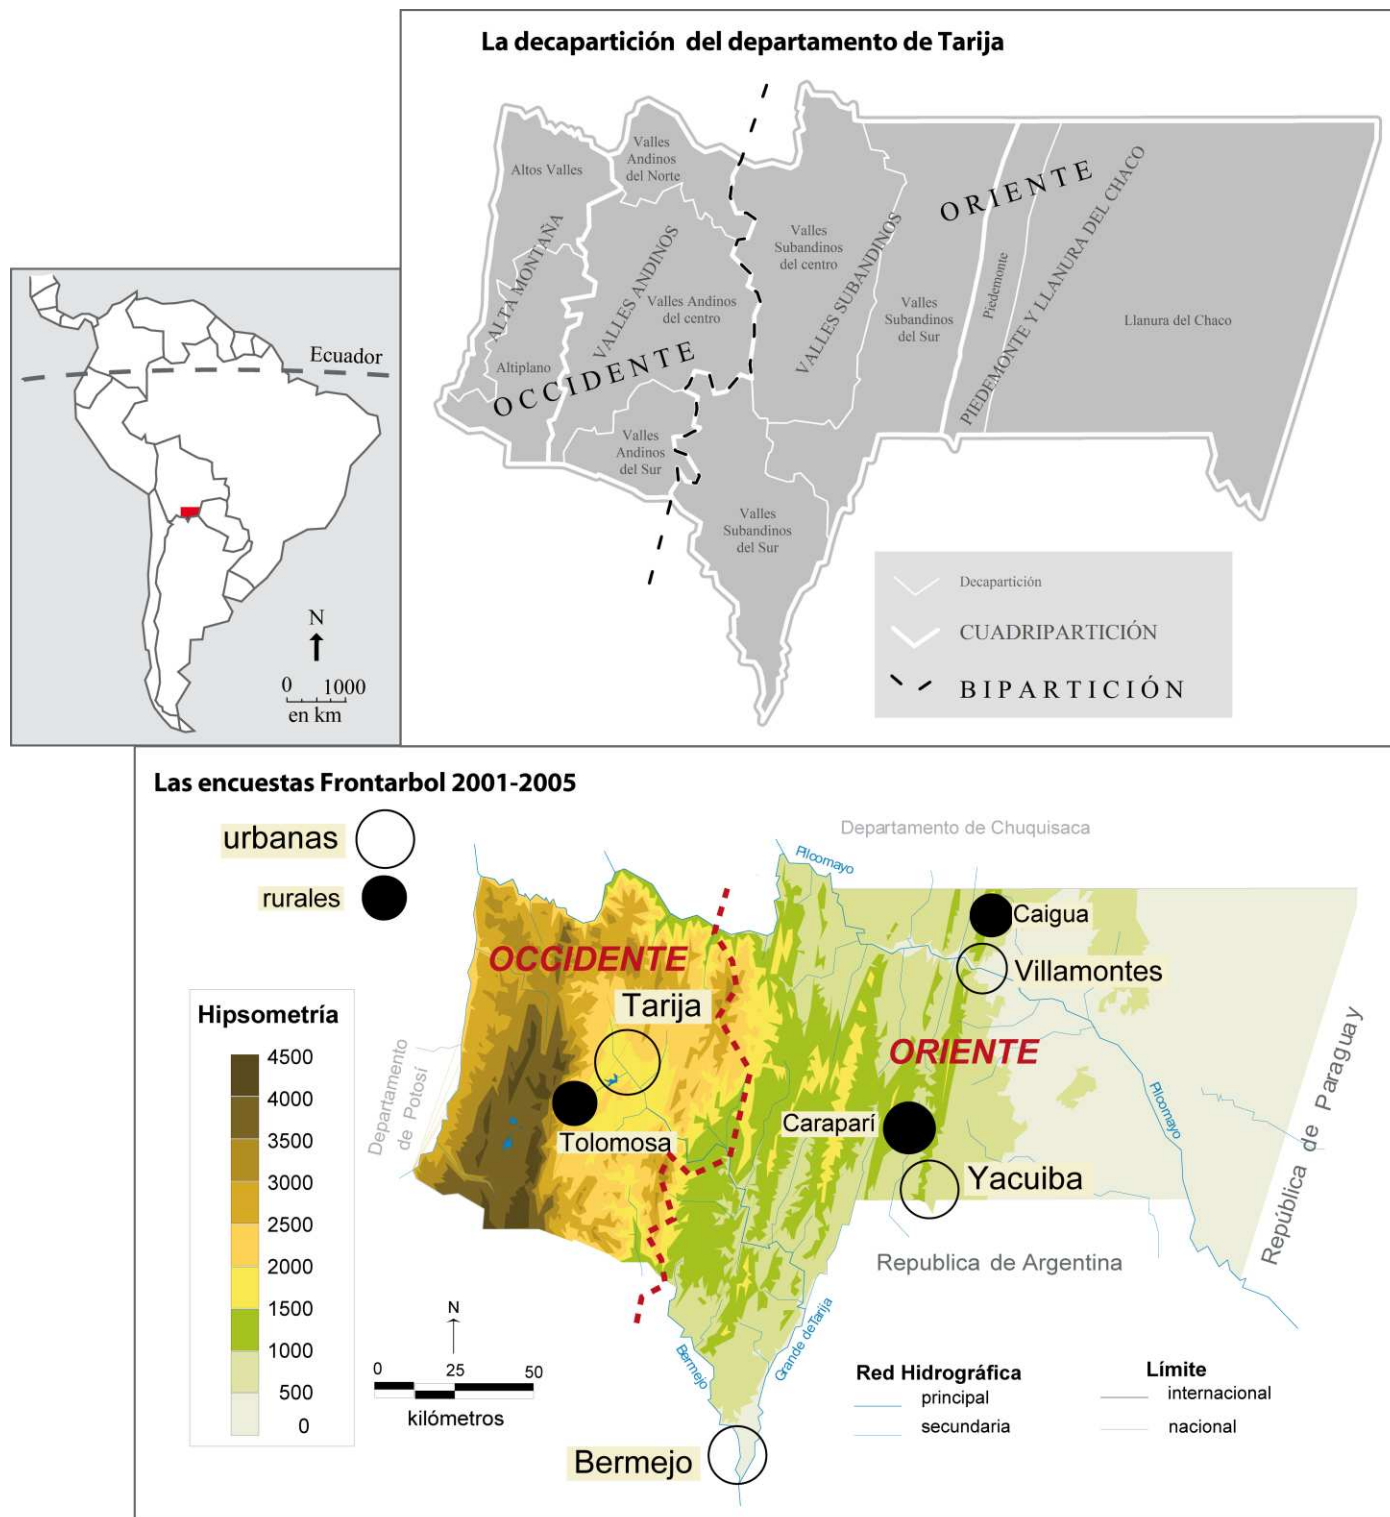 La decapartición del departamento de Tarija
Altos Valles
Valles
Andinos
del Norte
ALTA MONTAÑA
VALLES ANDINOS
Valles Andinos
del centro
Altiplano
OCCIDENTE
Valles
Andinos
del Sur
Valles
Subandinos
del centro
VALLES SUBANDINOS
Valles
Subandinos
del Sur
ORIENTE
Piedemonte
PIEDEMONTE Y LLANURA DEL CHACO
Llanura del Chaco
Valles
Subandinos
del Sur
Decapartición
CUADRIPARTICIÓN
BIPARTICIÓN
Ecuador
N
0 1000
en km
Las encuestas Frontarbol 2001-2005
urbanas
rurales
Departamento de Chuquisaca
Pilcomayo
Caigua
Villamontes
OCCIDENTE
Tarija
ORIENTE
Tolomosa
Caraparí
Yacuiba
Pilcomayo
Departamento
de Potosí
República de Paraguay
Republica de Argentina
Hipsometría
4500
4000
3500
3000
2500
2000
1500
1000
500
0
N
0 25 50
kilómetros
Bermejo
Grande de Tarija
Bermejo
Red Hidrográfica
principal
secundaria
Límite
internacional
nacional